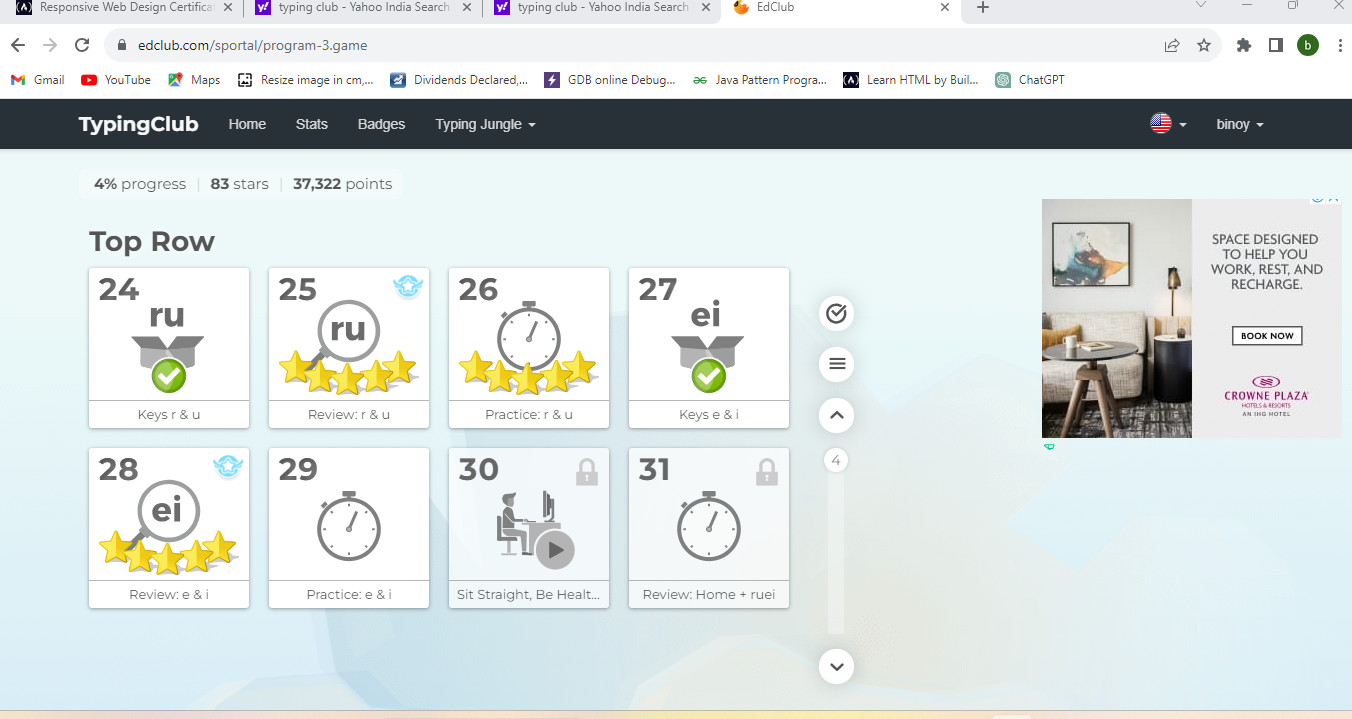 Responsive Web Design Certifica
typing club - Yahoo India Search
typing club - Yahoo India Search
EdClub
edclub.com/sportal/program-3.game
b
Gmail
YouTube
Maps
Resize image in cm,...
Dividends Declared,...
GDB online Debug...
Java Pattern Progra...
Learn HTML by Buil...
ChatGPT
TypingClub
Home
Stats
Badges
Typing Jungle
binoy
4% progress
83 stars
37,322 points
Top Row
24
ru
Keys r & u
25
ru
Review: r & u
26
Practice: r & u
27
ei
Keys e & i
28
ei
Review: e & i
29
Practice: e & i
30
Sit Straight, Be Healt...
31
Review: Home + ruei
4
SPACE DESIGNED
TO HELP YOU
WORK, REST, AND
RECHARGE.
BOOK NOW
CROWNE PLAZA
HOTELS & RESORTS
AN IHG HOTEL